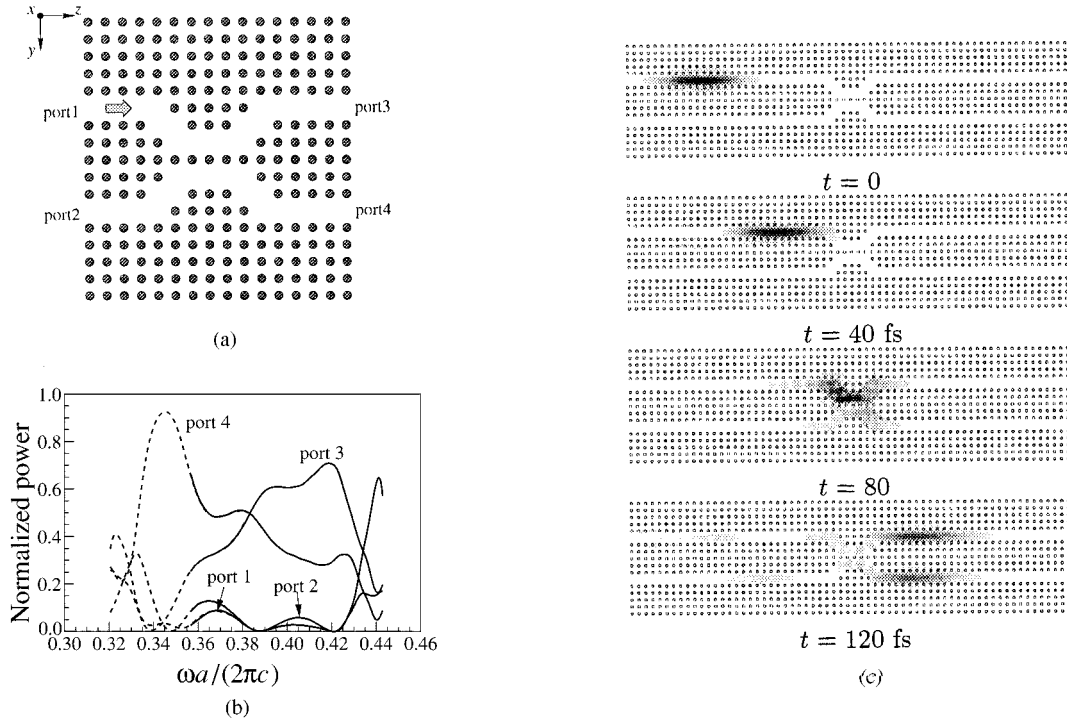 x
z
y
port1
port3
port2
port4
(a)
Normalized power
1.0
0.8
0.6
0.4
0.2
0.0
port 4
port 3
port 1
port 2
0.30 0.32 0.34 0.36 0.38 0.40 0.42 0.44 0.46
ωa/(2πc)
(b)
t = 0
t = 40 fs
t = 80
t = 120 fs
(c)